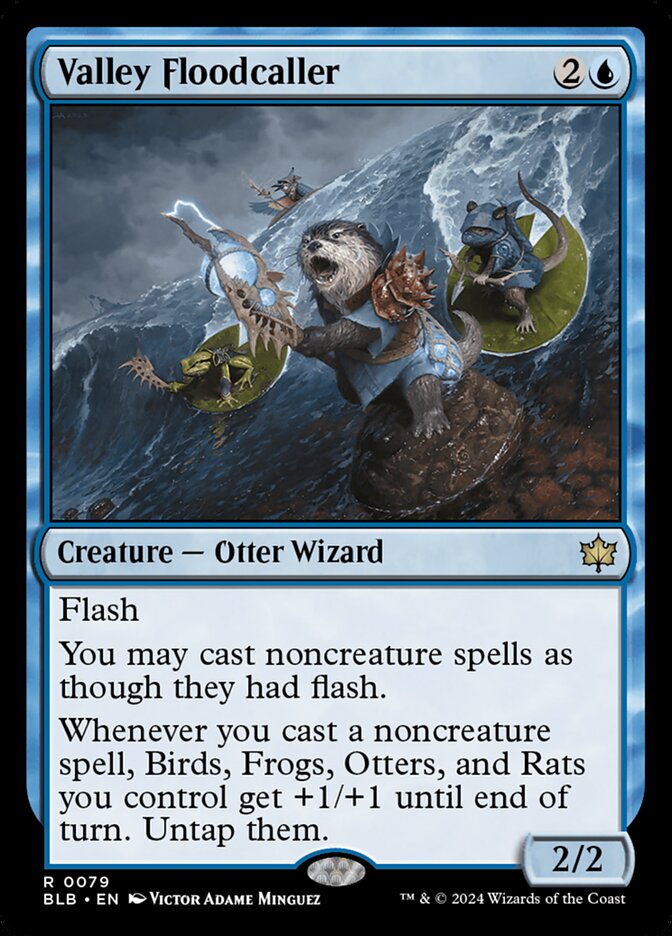 Valley Floodcaller 2
Creature — Otter Wizard
Flash
You may cast noncreature spells as
though they had flash.
Whenever you cast a noncreature
spell, Birds, Frogs, Otters, and Rats
you control get +1/+1 until end of
turn. Untap them.
2/2
R 0079
BLB • EN Victor Adame Minguez
™ & © 2024 Wizards of the Coast